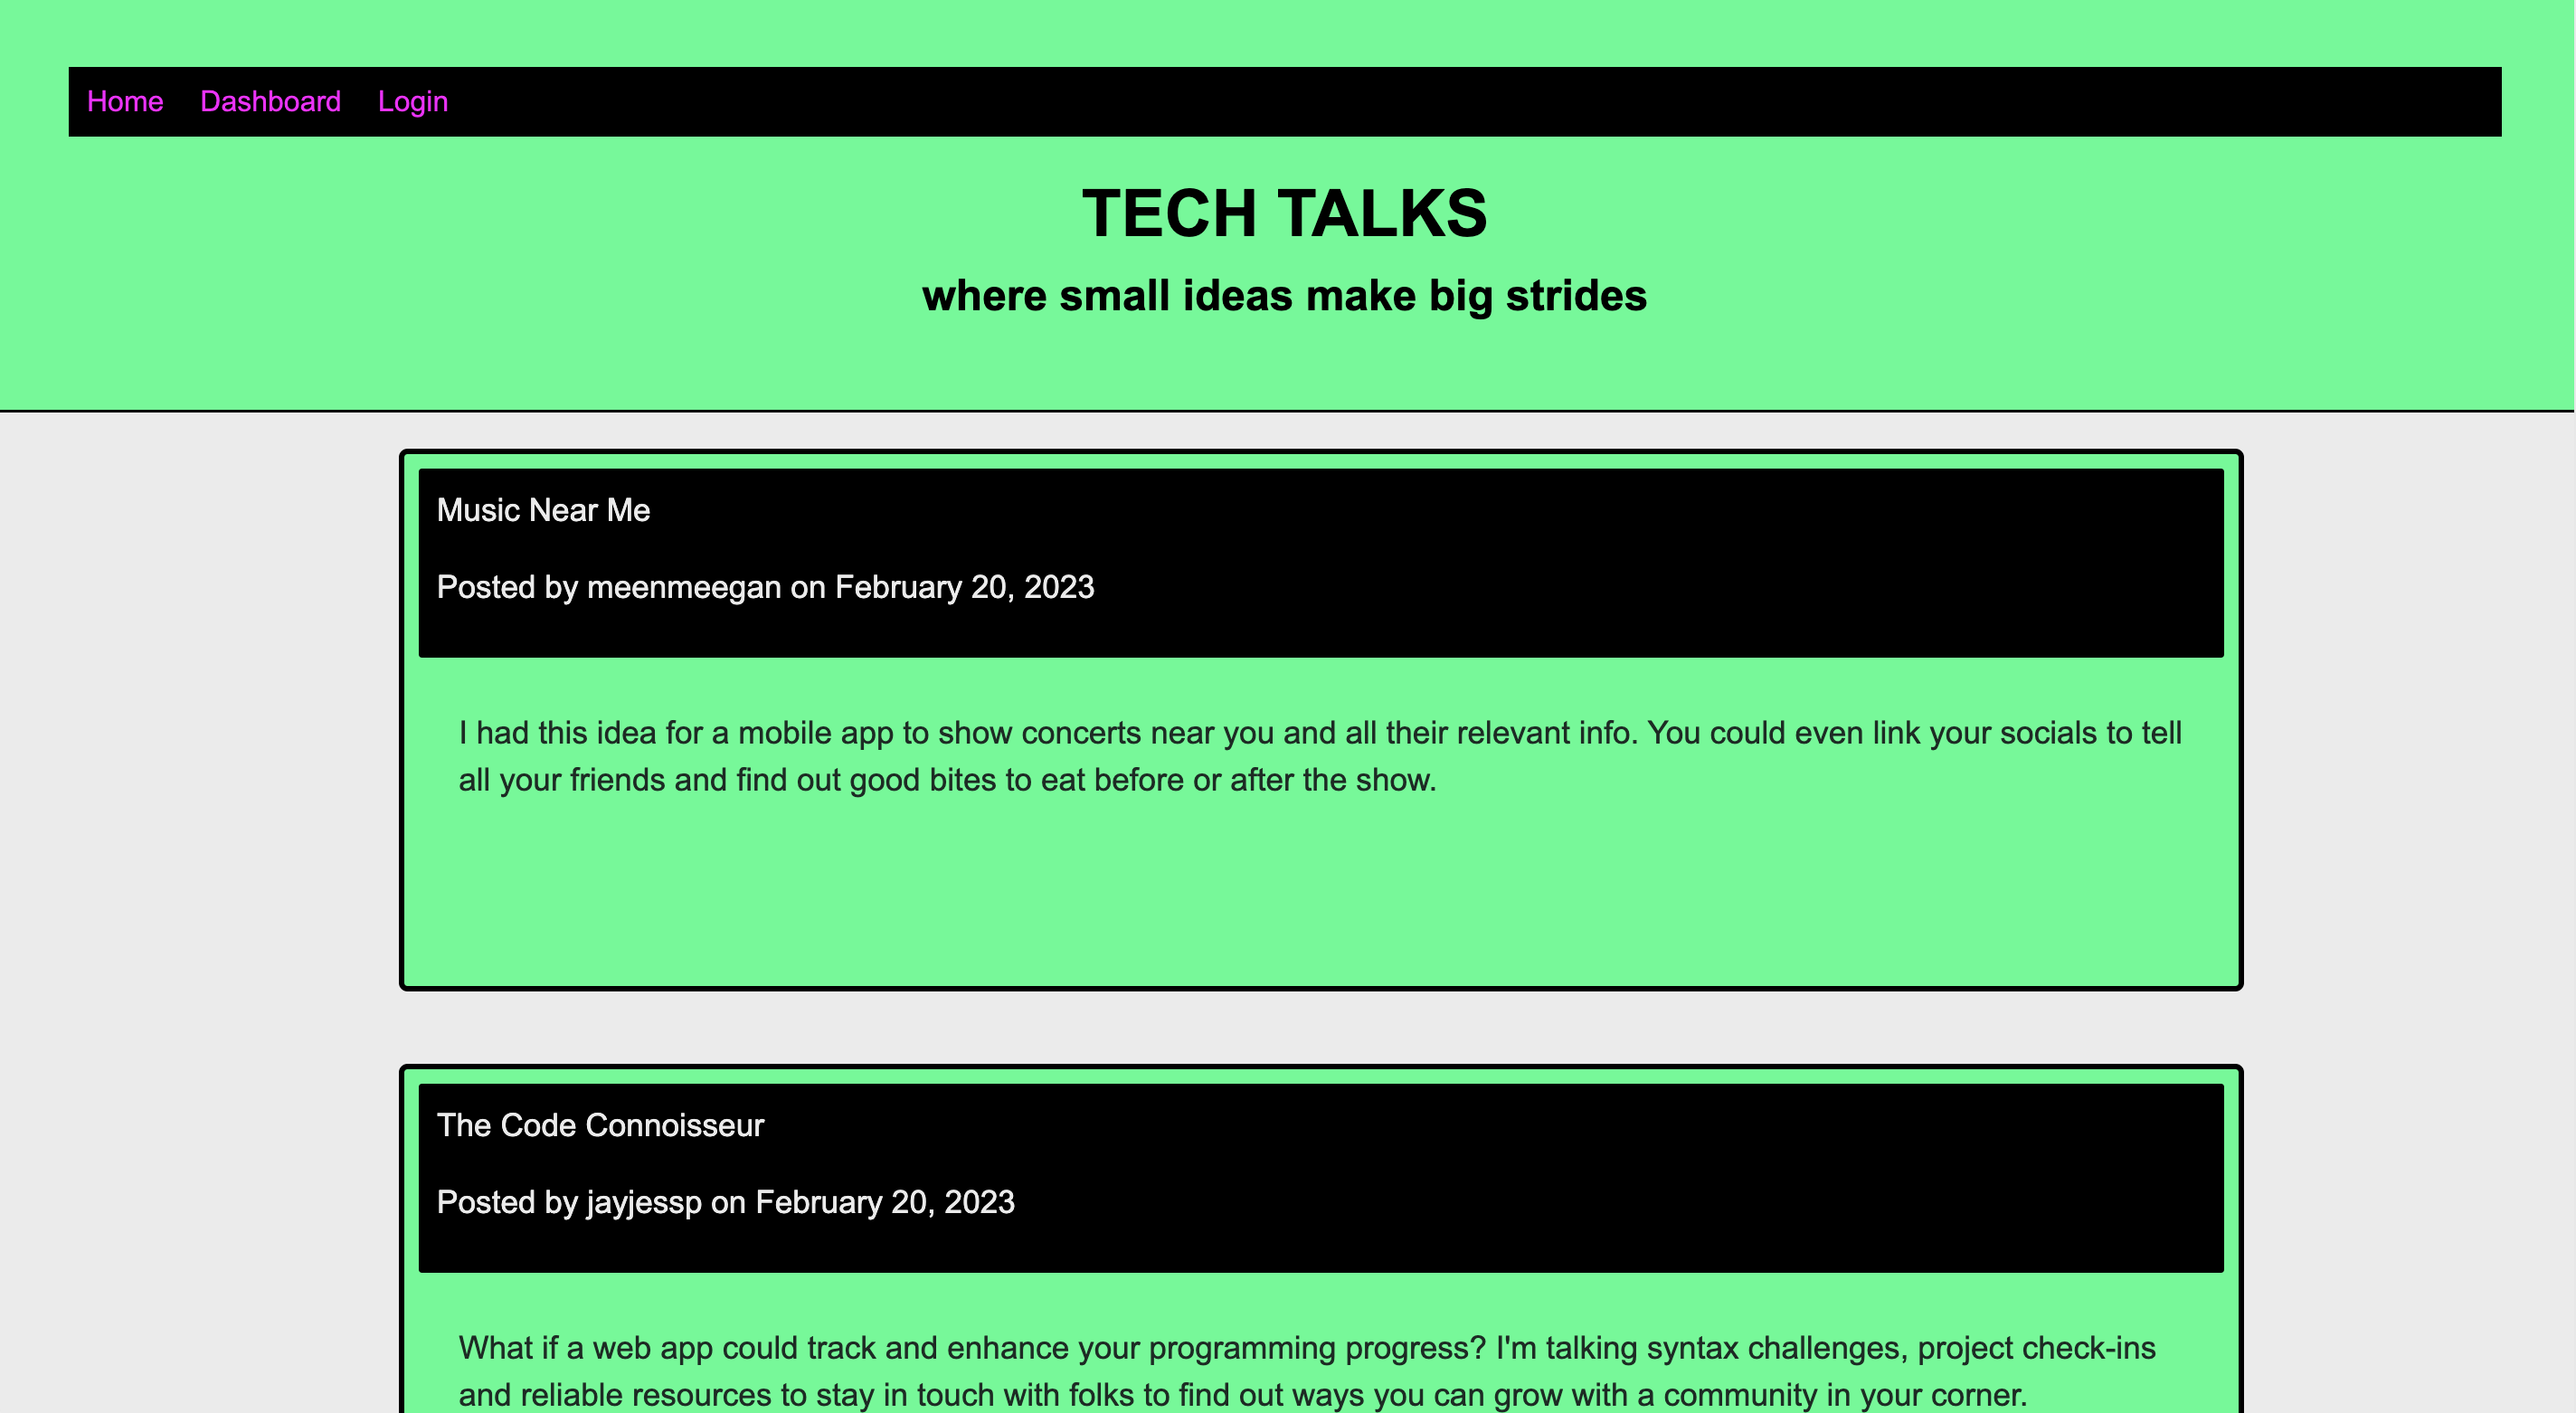 Home Dashboard Login
TECH TALKS
where small ideas make big strides
Music Near Me
Posted by meenmeegan on February 20, 2023
I had this idea for a mobile app to show concerts near you and all their relevant info. You could even link your socials to tell
all your friends and find out good bites to eat before or after the show.
The Code Connoisseur
Posted by jayjessp on February 20, 2023
What if a web app could track and enhance your programming progress? I'm talking syntax challenges, project check-ins
and reliable resources to stay in touch with folks to find out ways you can grow with a community in your corner.